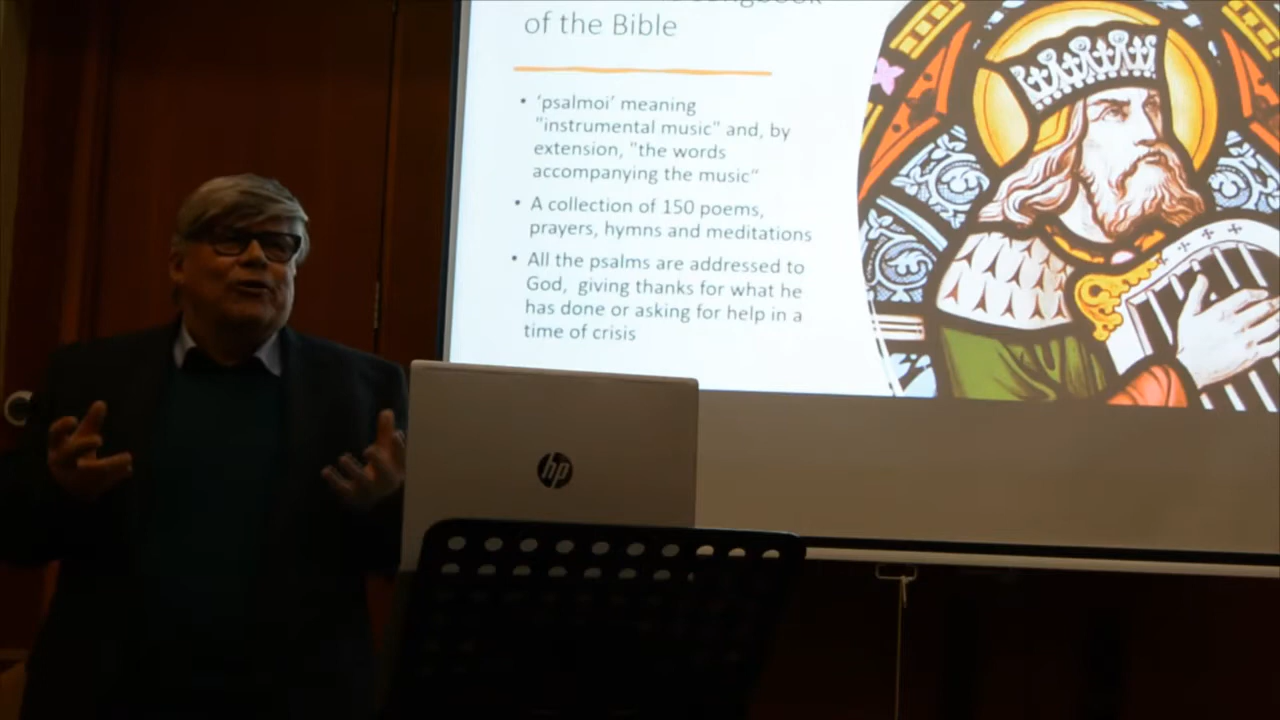 of the Bible
• 'psalmoi' meaning
"instrumental music" and, by
extension, "the words
accompanying the music"
• A collection of 150 poems,
prayers, hymns and meditations
• All the psalms are addressed to
God, giving thanks for what he
has done or asking for help in a
time of crisis
hp